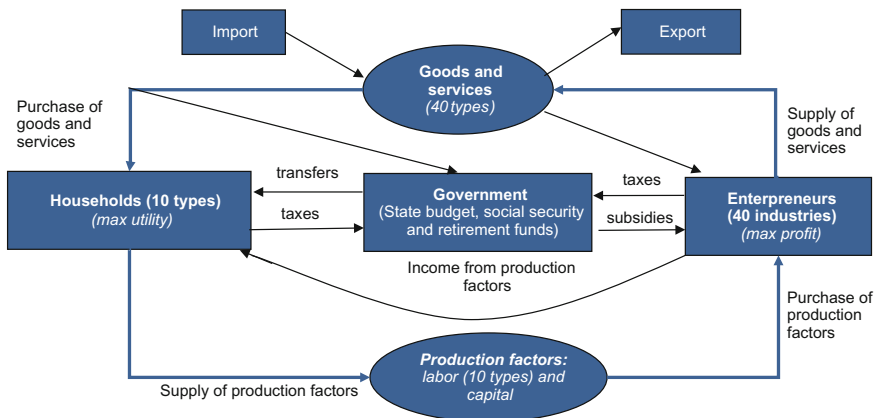 Import
Export
Goods and
services
(40 types)
Purchase of
goods and
services
Supply of
goods and
services
transfers
taxes
Households (10 types)
(max utility)
Government
(State budget, social security
and retirement funds)
taxes
subsidies
Enterpreneurs
(40 industries)
(max profit)
Income from production
factors
Purchase of
production
factors
Supply of production factors
Production factors:
labor (10 types) and
capital